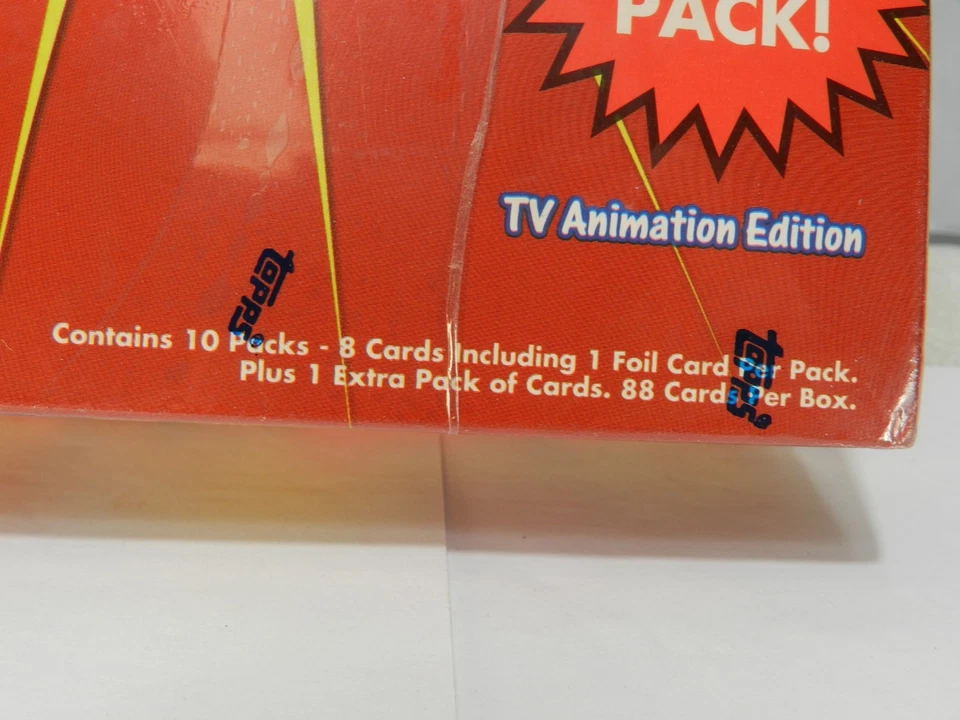 PACK!
TV Animation Edition
topps
Contains 10 Packs - 8 Cards Including 1 Foil Card Per Pack.
Plus 1 Extra Pack of Cards. 88 Cards Per Box.
topps